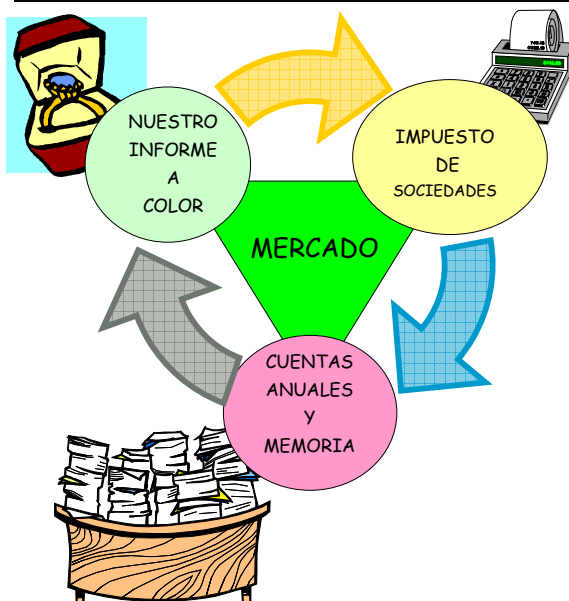 NUESTRO
INFORME
A
COLOR
IMPUESTO
DE
SOCIEDADES
MERCADO
CUENTAS
ANUALES
Y
MEMORIA